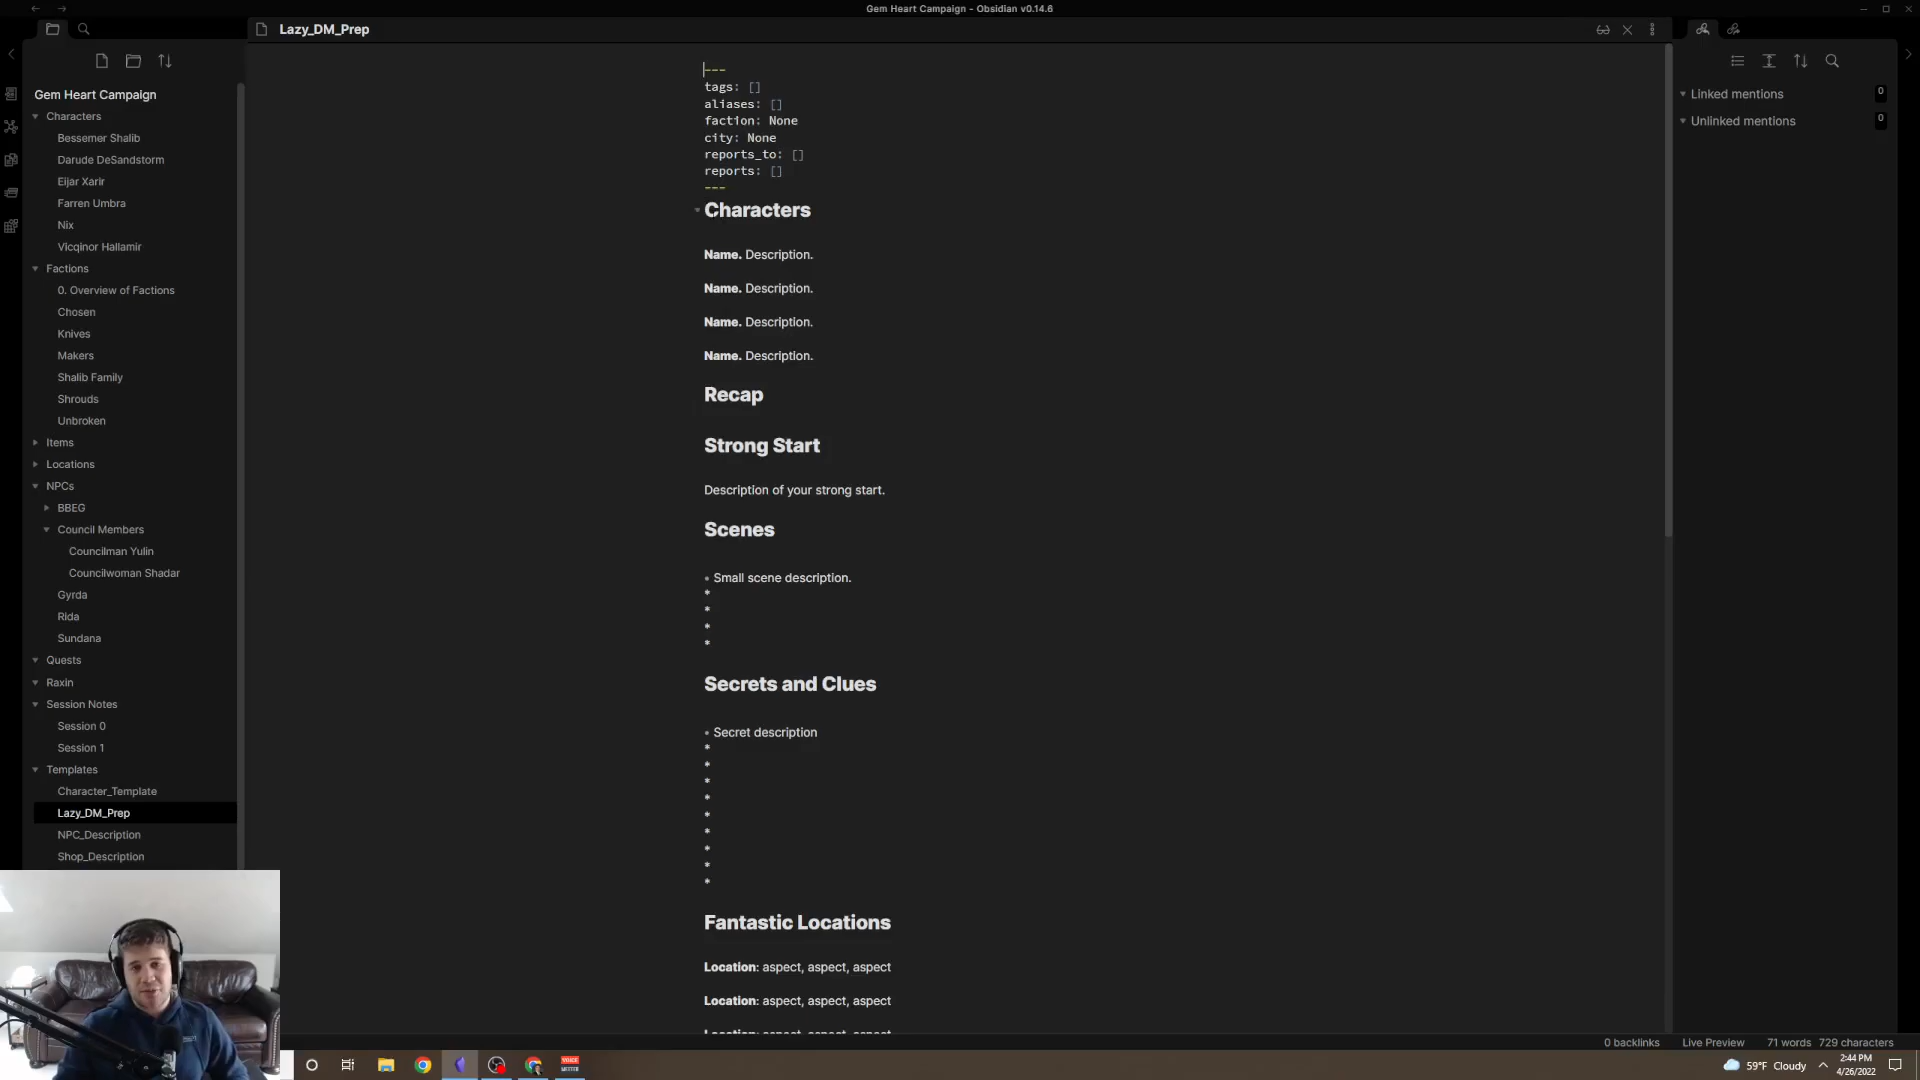 Gem Heart Campaign - Obsidian v0.14.6
Lazy_DM_Prep
Gem Heart Campaign
Characters
Bessemer Shalib
Darude DeSandstorm
Eijar Xarir
Farren Umbra
Nix
Vicqinor Hallamir
Factions
0. Overview of Factions
Chosen
Knives
Makers
Shalib Family
Shrouds
Unbroken
Items
Locations
NPCs
BBEG
Council Members
Councilman Yulin
Councilwoman Shadar
Gyrda
Rida
Sundana
Quests
Raxin
Session Notes
Session 0
Session 1
Templates
Character_Template
Lazy_DM_Prep
NPC_Description
Shop_Description
---
tags: []
aliases: []
faction: None
city: None
reports_to: []
reports: []
---
Characters
Name. Description.
Name. Description.
Name. Description.
Name. Description.
Recap
Strong Start
Description of your strong start.
Scenes
• Small scene description.
*
*
*
*
Secrets and Clues
• Secret description
*
*
*
*
*
*
*
*
*
Fantastic Locations
Location: aspect, aspect, aspect
Location: aspect, aspect, aspect
Location: aspect, aspect, aspect
Linked mentions 0
Unlinked mentions 0
0 backlinks Live Preview 71 words 729 characters
VOICE
59°F Cloudy
2:44 PM
4/26/2022